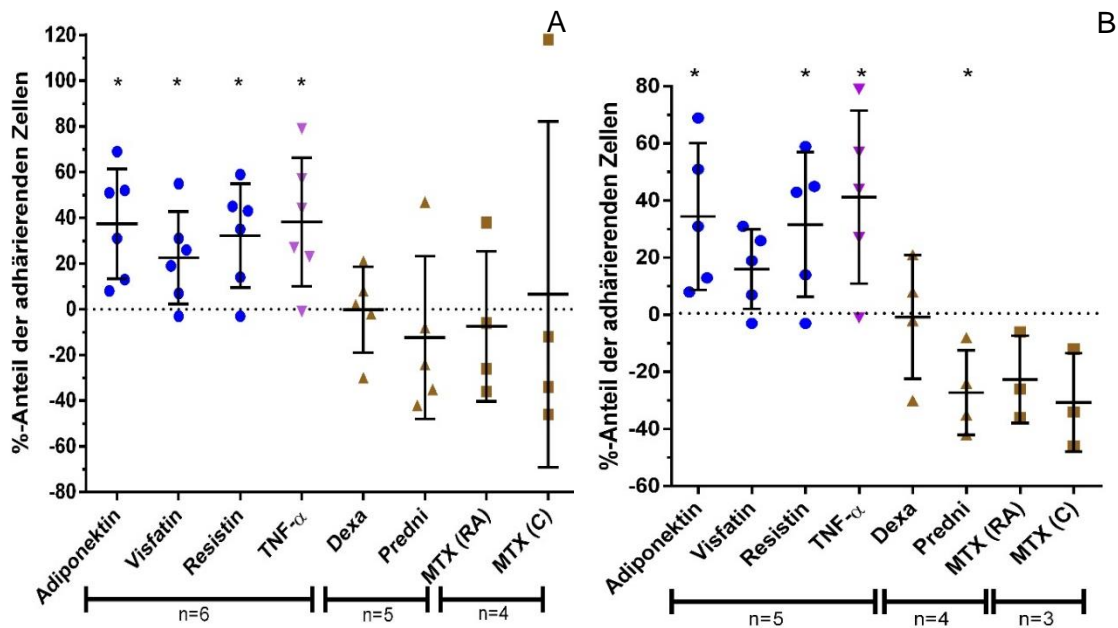 A
%-Anteil der adhärierenden Zellen
120
100
80
60
40
20
0
-20
-40
-60
-80
* * * *
Adiponektin
Visfatin
Resistin
TNF-α
Dexa
Predni
MTX (RA)
MTX (C)
n=6
n=5
n=4
B
%-Anteil der adhärierenden Zellen
80
60
40
20
0
-20
-40
-60
* * * *
Adiponektin
Visfatin
Resistin
TNF-α
Dexa
Predni
MTX (RA)
MTX (C)
n=5
n=4
n=3